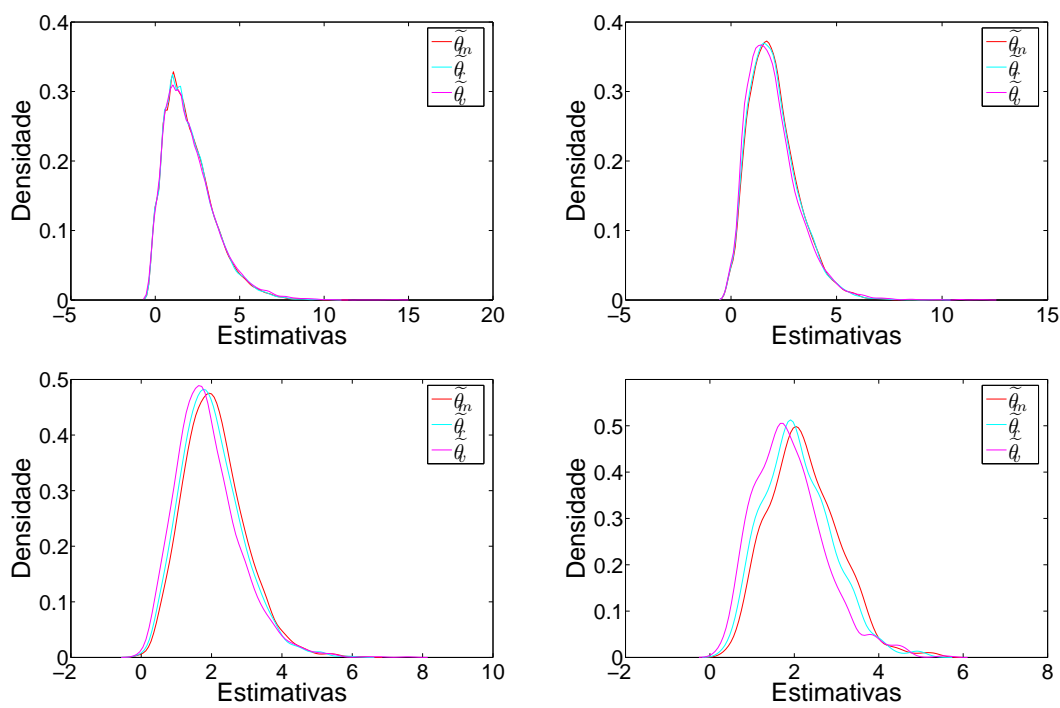 0.4
0.3
0.2
0.1
0
Densidade
−5
0
5
10
15
20
Estimativas
θ̃m
θ̃r
θ̃v
0.4
0.3
0.2
0.1
0
Densidade
−5
0
5
10
15
Estimativas
θ̃m
θ̃r
θ̃v
0.5
0.4
0.3
0.2
0.1
0
Densidade
−2
0
2
4
6
8
10
Estimativas
θ̃m
θ̃r
θ̃v
0.5
0.4
0.3
0.2
0.1
0
Densidade
−2
0
2
4
6
8
Estimativas
θ̃m
θ̃r
θ̃v